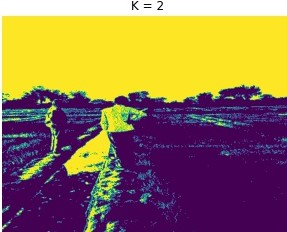 K = 2